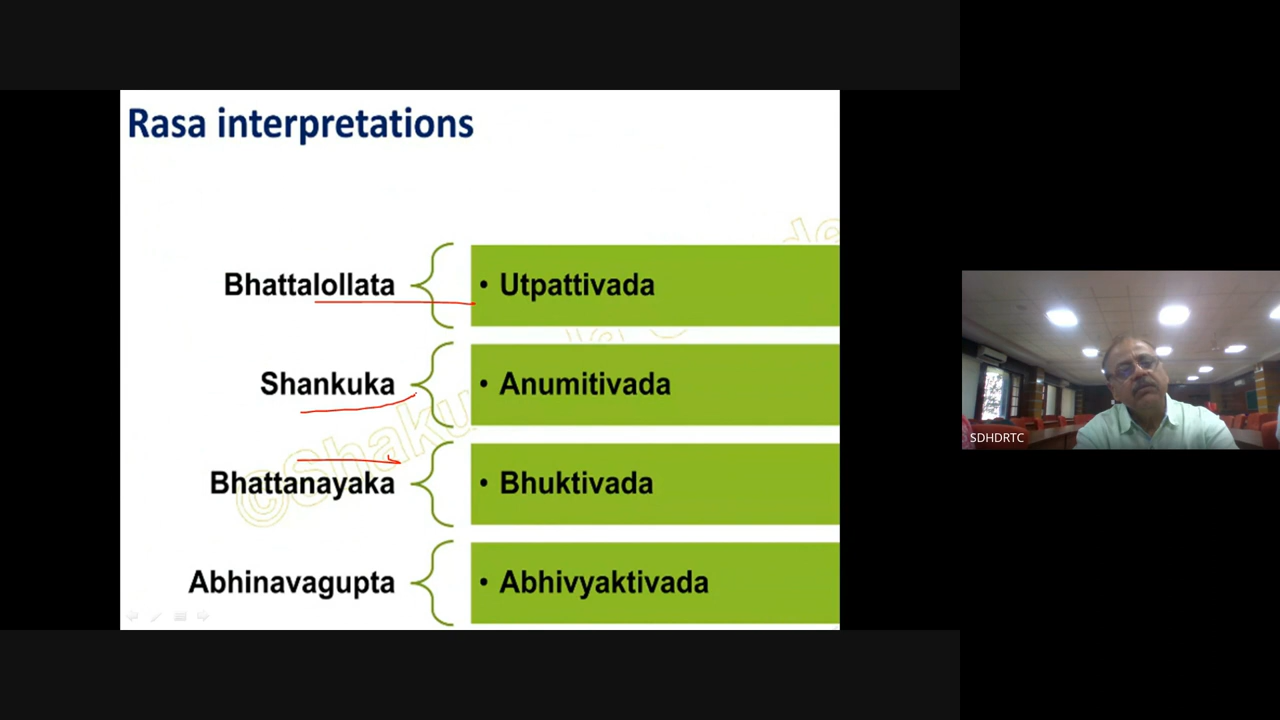 Rasa interpretations
Bhattalollata
• Utpattivada
Shankuka
• Anumitivada
Bhattanayaka
• Bhuktivada
Abhinavagupta
• Abhivyaktivada
SDHDRTC